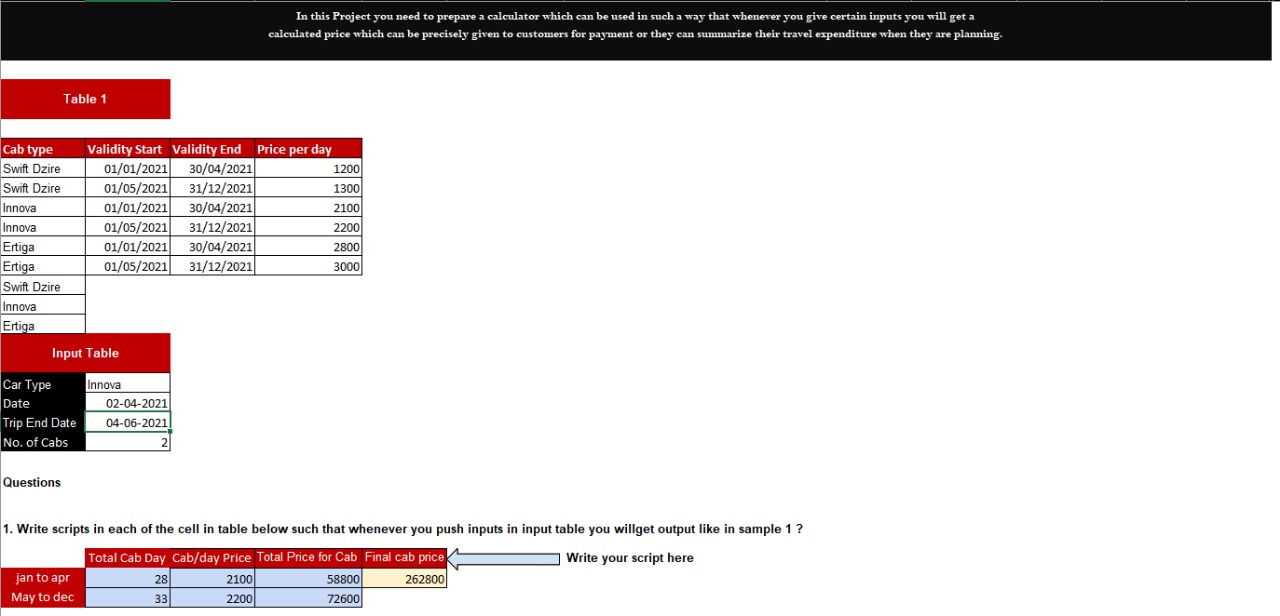 In this Project you need to prepare a calculator which can be used in such a way that whenever you give certain inputs you will get a
calculated price which can be precisely given to customers for payment or they can summarize their travel expenditure when they are planning.
Table 1
Cab type Validity Start Validity End Price per day
Swift Dzire 01/01/2021 30/04/2021 1200
Swift Dzire 01/05/2021 31/12/2021 1300
Innova 01/01/2021 30/04/2021 2100
Innova 01/05/2021 31/12/2021 2200
Ertiga 01/01/2021 30/04/2021 2800
Ertiga 01/05/2021 31/12/2021 3000
Swift Dzire
Innova
Ertiga
Input Table
Car Type Innova
Date 02-04-2021
Trip End Date 04-06-2021
No. of Cabs 2
Questions
1. Write scripts in each of the cell in table below such that whenever you push inputs in input table you willget output like in sample 1 ?
Total Cab Day Cab/day Price Total Price for Cab Final cab price Write your script here
jan to apr 28 2100 58800 262800
May to dec 33 2200 72600